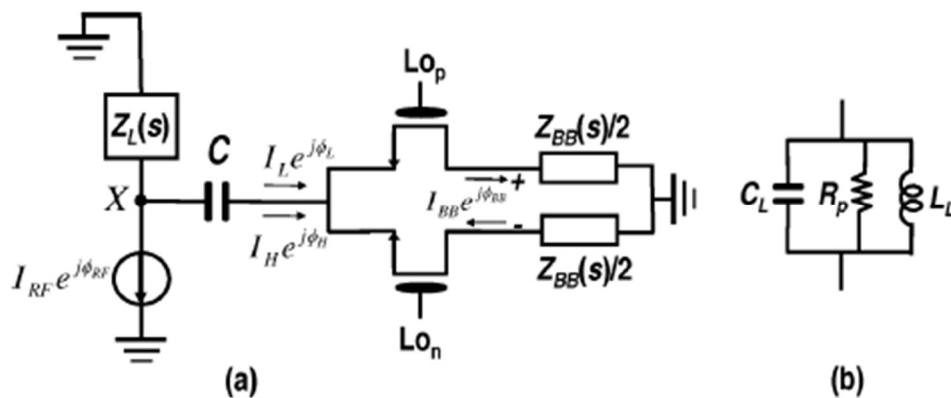 Lo_p
Z_L(s)
C
I_L e^{jϕ_L}
Z_BB(s)/2
X
I_BB e^{jϕ_BB}
+
-
I_H e^{jϕ_H}
I_RF e^{jϕ_RF}
Z_BB(s)/2
Lo_n
(a)
C_L
R_p
L_L
(b)